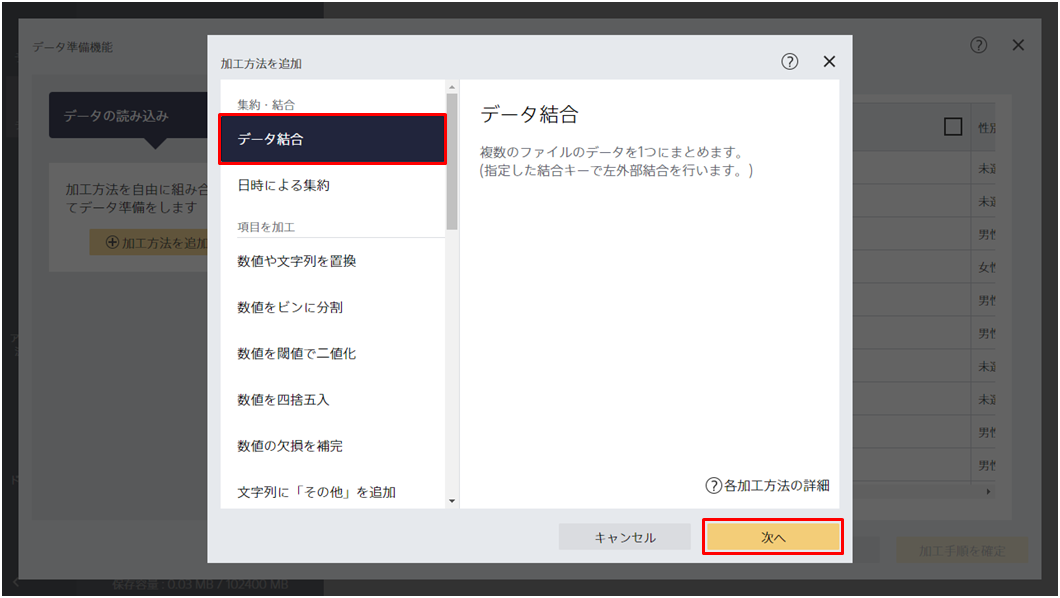 データ準備機能
データの読み込み
加工方法を自由に組み合
てデータ準備をします
加工方法を追加
加工方法を追加
集約・結合
データ結合
日時による集約
項目を加工
数値や文字列を置換
数値をビンに分割
数値を閾値で二値化
数値を四捨五入
数値の欠損を補完
文字列に「その他」を追加
データ結合
複数のファイルのデータを1つにまとめます。
(指定した結合キーで左外部結合を行います。)
?各加工方法の詳細
キャンセル
次へ
性別
未選
未選
男性
女性
男性
男性
未選
未選
男性
男性
加工手順を確定
保存容量：0.03 MB / 102400 MB